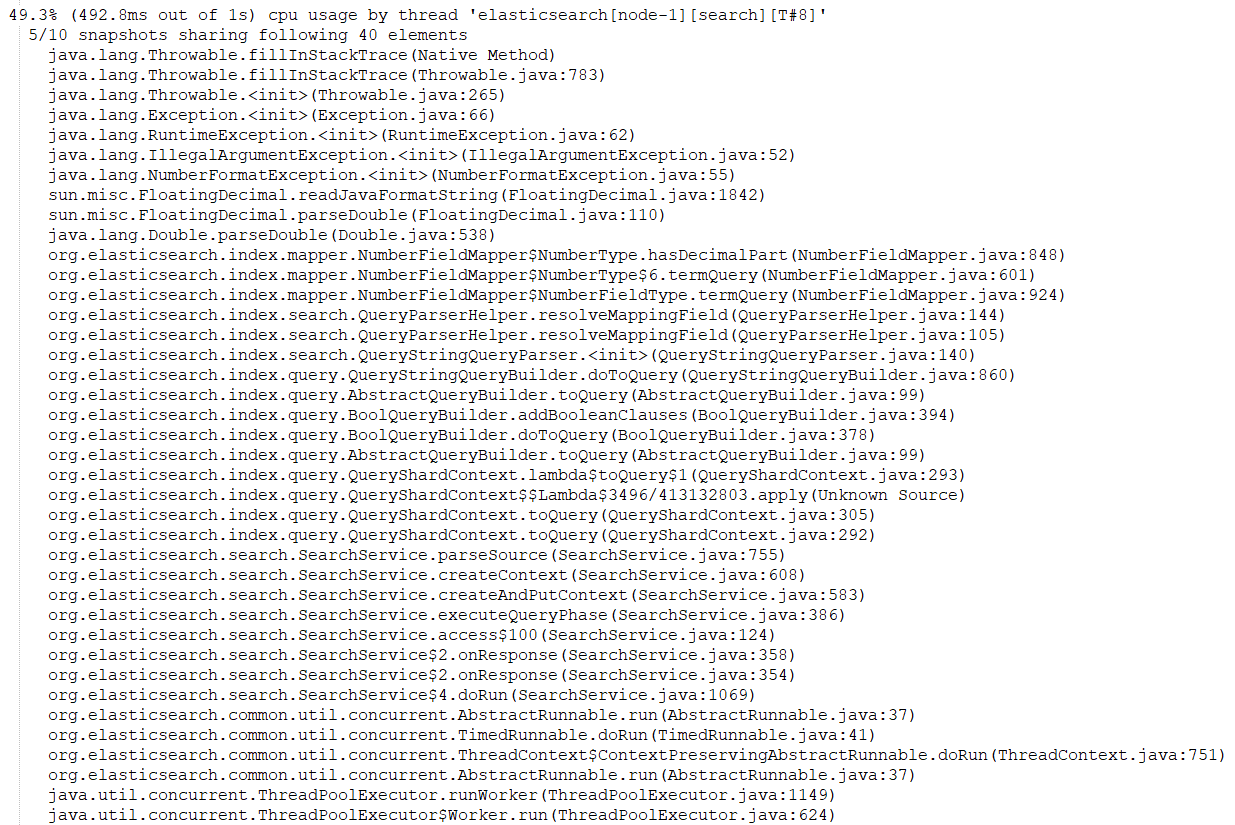 49.3% (492.8ms out of 1s) cpu usage by thread 'elasticsearch[node-1][search][T#8]'
5/10 snapshots sharing following 40 elements
java.lang.Throwable.fillInStackTrace(Native Method)
java.lang.Throwable.fillInStackTrace(Throwable.java:783)
java.lang.Throwable.<init>(Throwable.java:265)
java.lang.Exception.<init>(Exception.java:66)
java.lang.RuntimeException.<init>(RuntimeException.java:62)
java.lang.IllegalArgumentException.<init>(IllegalArgumentException.java:52)
java.lang.NumberFormatException.<init>(NumberFormatException.java:55)
sun.misc.FloatingDecimal.readJavaFormatString(FloatingDecimal.java:1842)
sun.misc.FloatingDecimal.parseDouble(FloatingDecimal.java:110)
java.lang.Double.parseDouble(Double.java:538)
org.elasticsearch.index.mapper.NumberFieldMapper$NumberType.hasDecimalPart(NumberFieldMapper.java:848)
org.elasticsearch.index.mapper.NumberFieldMapper$NumberType$6.termQuery(NumberFieldMapper.java:601)
org.elasticsearch.index.mapper.NumberFieldMapper$NumberFieldType.termQuery(NumberFieldMapper.java:924)
org.elasticsearch.index.search.QueryParserHelper.resolveMappingField(QueryParserHelper.java:144)
org.elasticsearch.index.search.QueryParserHelper.resolveMappingField(QueryParserHelper.java:105)
org.elasticsearch.index.search.QueryStringQueryParser.<init>(QueryStringQueryParser.java:140)
org.elasticsearch.index.query.QueryStringQueryBuilder.doToQuery(QueryStringQueryBuilder.java:860)
org.elasticsearch.index.query.AbstractQueryBuilder.toQuery(AbstractQueryBuilder.java:99)
org.elasticsearch.index.query.BoolQueryBuilder.addBooleanClauses(BoolQueryBuilder.java:394)
org.elasticsearch.index.query.BoolQueryBuilder.doToQuery(BoolQueryBuilder.java:378)
org.elasticsearch.index.query.AbstractQueryBuilder.toQuery(AbstractQueryBuilder.java:99)
org.elasticsearch.index.query.QueryShardContext.lambda$toQuery$1(QueryShardContext.java:293)
org.elasticsearch.index.query.QueryShardContext$$Lambda$3496/413132803.apply(Unknown Source)
org.elasticsearch.index.query.QueryShardContext.toQuery(QueryShardContext.java:305)
org.elasticsearch.index.query.QueryShardContext.toQuery(QueryShardContext.java:292)
org.elasticsearch.search.SearchService.parseSource(SearchService.java:755)
org.elasticsearch.search.SearchService.createContext(SearchService.java:608)
org.elasticsearch.search.SearchService.createAndPutContext(SearchService.java:583)
org.elasticsearch.search.SearchService.executeQueryPhase(SearchService.java:386)
org.elasticsearch.search.SearchService.access$100(SearchService.java:124)
org.elasticsearch.search.SearchService$2.onResponse(SearchService.java:358)
org.elasticsearch.search.SearchService$2.onResponse(SearchService.java:354)
org.elasticsearch.search.SearchService$4.doRun(SearchService.java:1069)
org.elasticsearch.common.util.concurrent.AbstractRunnable.run(AbstractRunnable.java:37)
org.elasticsearch.common.util.concurrent.TimedRunnable.doRun(TimedRunnable.java:41)
org.elasticsearch.common.util.concurrent.ThreadContext$ContextPreservingAbstractRunnable.doRun(ThreadContext.java:751)
org.elasticsearch.common.util.concurrent.AbstractRunnable.run(AbstractRunnable.java:37)
java.util.concurrent.ThreadPoolExecutor.runWorker(ThreadPoolExecutor.java:1149)
java.util.concurrent.ThreadPoolExecutor$Worker.run(ThreadPoolExecutor.java:624)